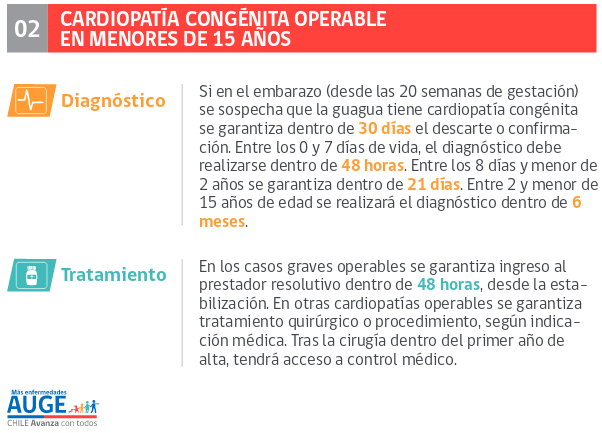 02
CARDIOPATÍA CONGÉNITA OPERABLE
EN MENORES DE 15 AÑOS
Diagnóstico
Si en el embarazo (desde las 20 semanas de gestación)
se sospecha que la guagua tiene cardiopatía congénita
se garantiza dentro de 30 días el descarte o confirma-
ción. Entre los 0 y 7 días de vida, el diagnóstico debe
realizarse dentro de 48 horas. Entre los 8 días y menor de
2 años se garantiza dentro de 21 días. Entre 2 y menor de
15 años de edad se realizará el diagnóstico dentro de 6
meses.
Tratamiento
En los casos graves operables se garantiza ingreso al
prestador resolutivo dentro de 48 horas, desde la esta-
bilización. En otras cardiopatías operables se garantiza
tratamiento quirúrgico o procedimiento, según indica-
ción médica. Tras la cirugía dentro del primer año de
alta, tendrá acceso a control médico.
Más enfermedades
AUGE
CHILE Avanza con todos